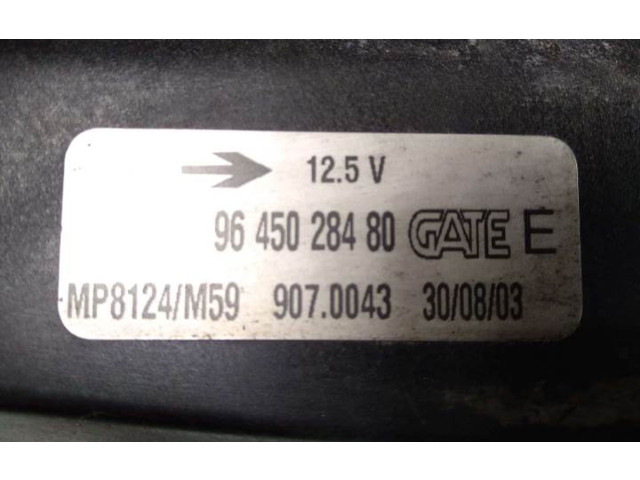 12.5 V
96 450 284 80 GATE E
MP8124/M59 907.0043 30/08/03